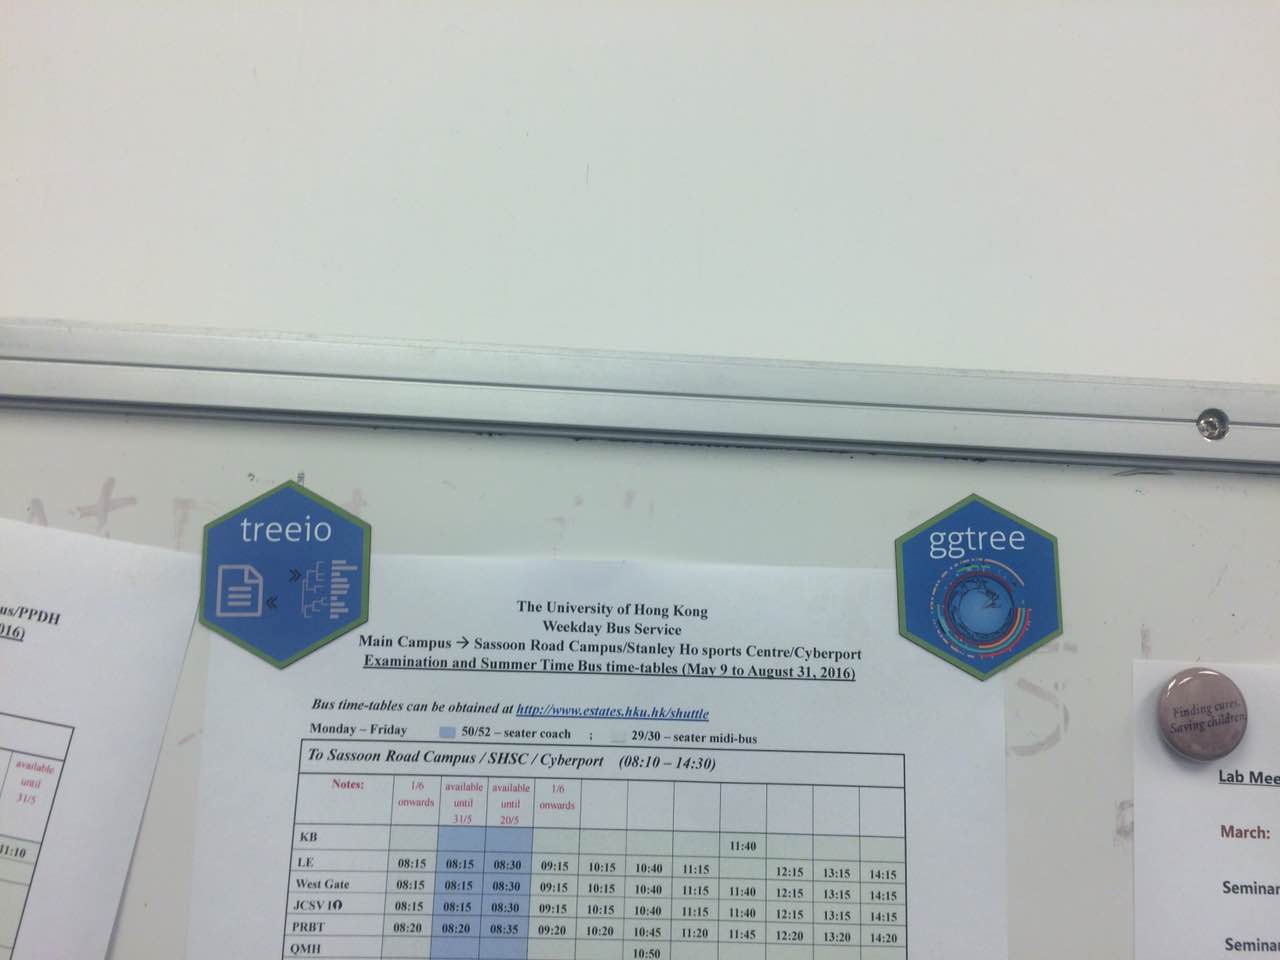 treeio
ggtree
us/PPDH
016)
available
until
31/5
11:10
The University of Hong Kong
Weekday Bus Service
Main Campus → Sassoon Road Campus/Stanley Ho sports Centre/Cyberport
Examination and Summer Time Bus time-tables (May 9 to August 31, 2016)
Bus time-tables can be obtained at http://www.estates.hku.hk/shuttle
Monday – Friday 50/52 – seater coach ; 29/30 – seater midi-bus
To Sassoon Road Campus / SHSC / Cyberport (08:10 – 14:30)
Notes: 1/6 onwards available until 31/5 available until 20/5 1/6 onwards
KB 11:40
LE 08:15 08:15 08:30 09:15 10:15 10:40 11:15 12:15 13:15 14:15
West Gate 08:15 08:15 08:30 09:15 10:15 10:40 11:15 11:40 12:15 13:15 14:15
JCSV 1 08:15 08:15 08:30 09:15 10:15 10:40 11:15 11:40 12:15 13:15 14:15
PRBT 08:20 08:20 08:35 09:20 10:20 10:45 11:20 11:45 12:20 13:20 14:20
QMH 10:50
Finding cures.
Saving children.
Lab Mee
March:
Seminar
Semina